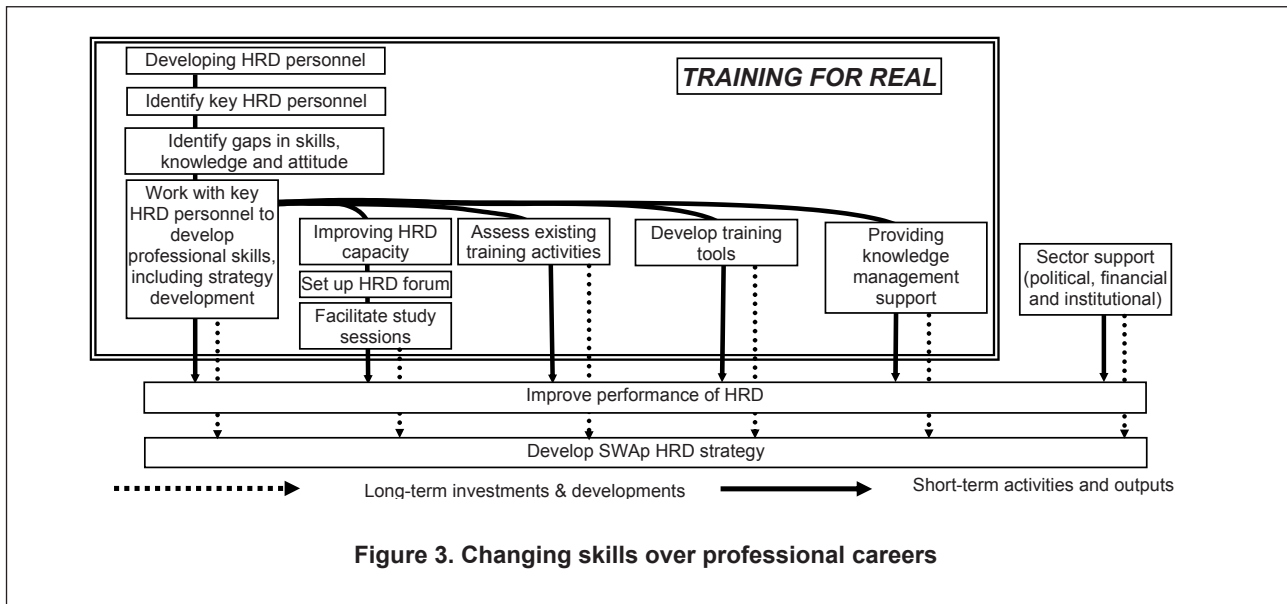 Developing HRD personnel
TRAINING FOR REAL
Identify key HRD personnel
Identify gaps in skills,
knowledge and attitude
Work with key
HRD personnel to
develop
professional skills,
including strategy
development
Improving HRD
capacity
Set up HRD forum
Facilitate study
sessions
Assess existing
training activities
Develop training
tools
Providing
knowledge
management
support
Sector support
(political, financial
and institutional)
Improve performance of HRD
Develop SWAp HRD strategy
Long-term investments & developments
Short-term activities and outputs
Figure 3. Changing skills over professional careers